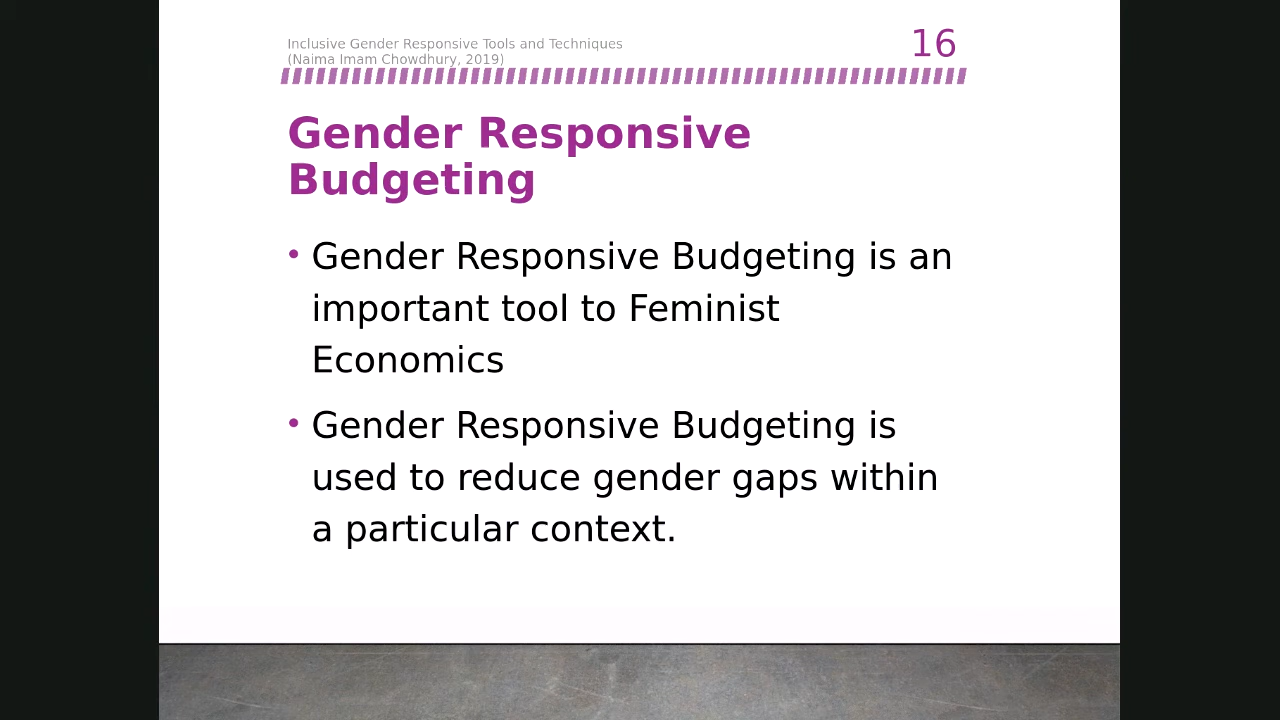 Inclusive Gender Responsive Tools and Techniques
(Naima Imam Chowdhury, 2019)
16
Gender Responsive
Budgeting
• Gender Responsive Budgeting is an
important tool to Feminist
Economics
• Gender Responsive Budgeting is
used to reduce gender gaps within
a particular context.